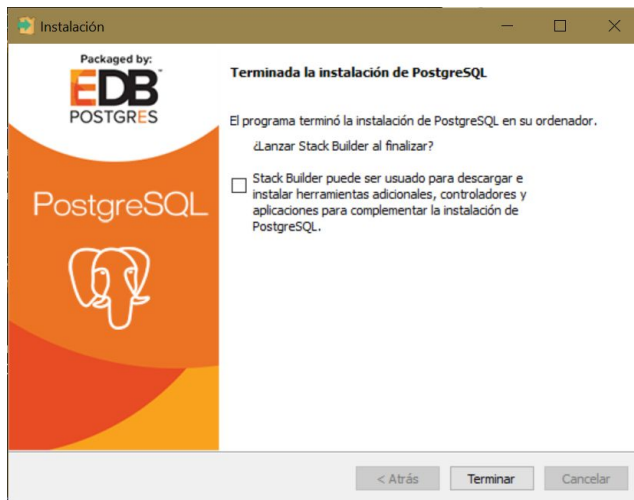 Instalación
Packaged by:
EDB
POSTGRES
PostgreSQL
Terminada la instalación de PostgreSQL
El programa terminó la instalación de PostgreSQL en su ordenador.
¿Lanzar Stack Builder al finalizar?
Stack Builder puede ser usado para descargar e
instalar herramientas adicionales, controladores y
aplicaciones para complementar la instalación de
PostgreSQL.
< Atrás
Terminar
Cancelar